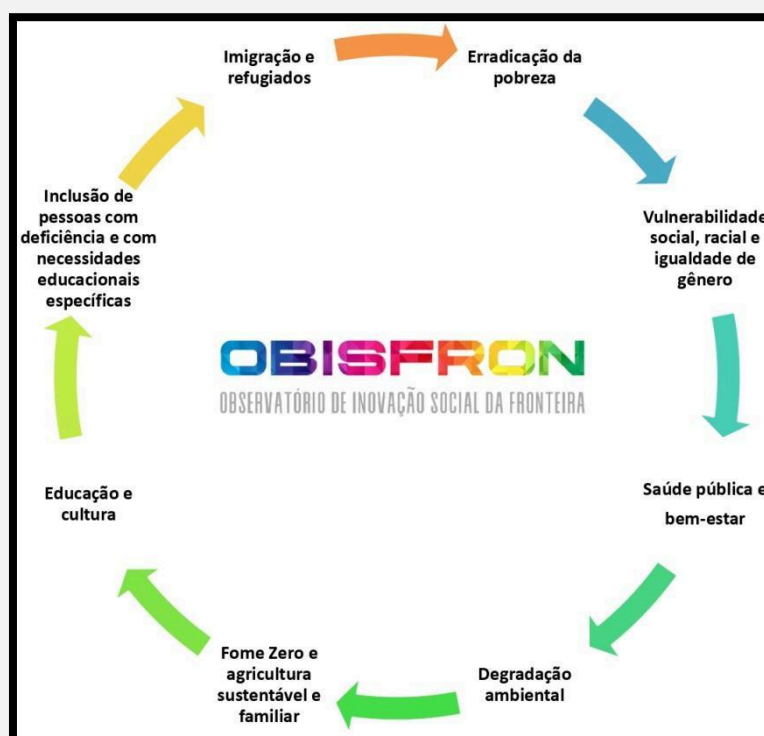 Imigração e
refugiados
Erradicação da
pobreza
Vulnerabilidade
social, racial e
igualdade de
gênero
Saúde pública e
bem-estar
Degradação
ambiental
Fome Zero e
agricultura
sustentável e
familiar
Educação e
cultura
Inclusão de
pessoas com
deficiência e com
necessidades
educacionais
específicas
OBISFRON
OBSERVATÓRIO DE INOVAÇÃO SOCIAL DA FRONTEIRA